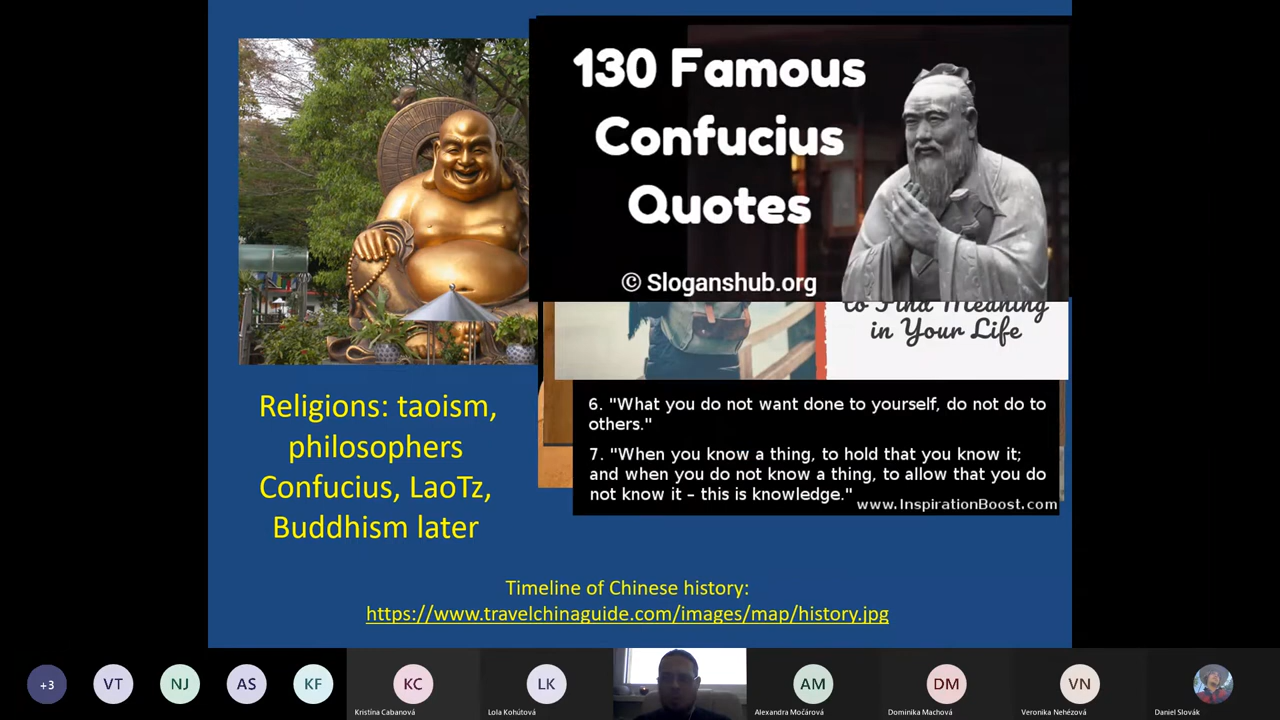 130 Famous
Confucius
Quotes
© Sloganshub.org
to Find Meaning
in Your Life
6. "What you do not want done to yourself, do not do to
others."
7. "When you know a thing, to hold that you know it;
and when you do not know a thing, to allow that you do
not know it – this is knowledge."
www.InspirationBoost.com
Religions: taoism,
philosophers
Confucius, LaoTz,
Buddhism later
Timeline of Chinese history:
https://www.travelchinaguide.com/images/map/history.jpg
+3
VT
NJ
AS
KF
KC
Kristína Cabanová
LK
Lola Kohútová
AM
Alexandra Močárová
DM
Dominika Machová
VN
Veronika Nehézová
Daniel Slovák